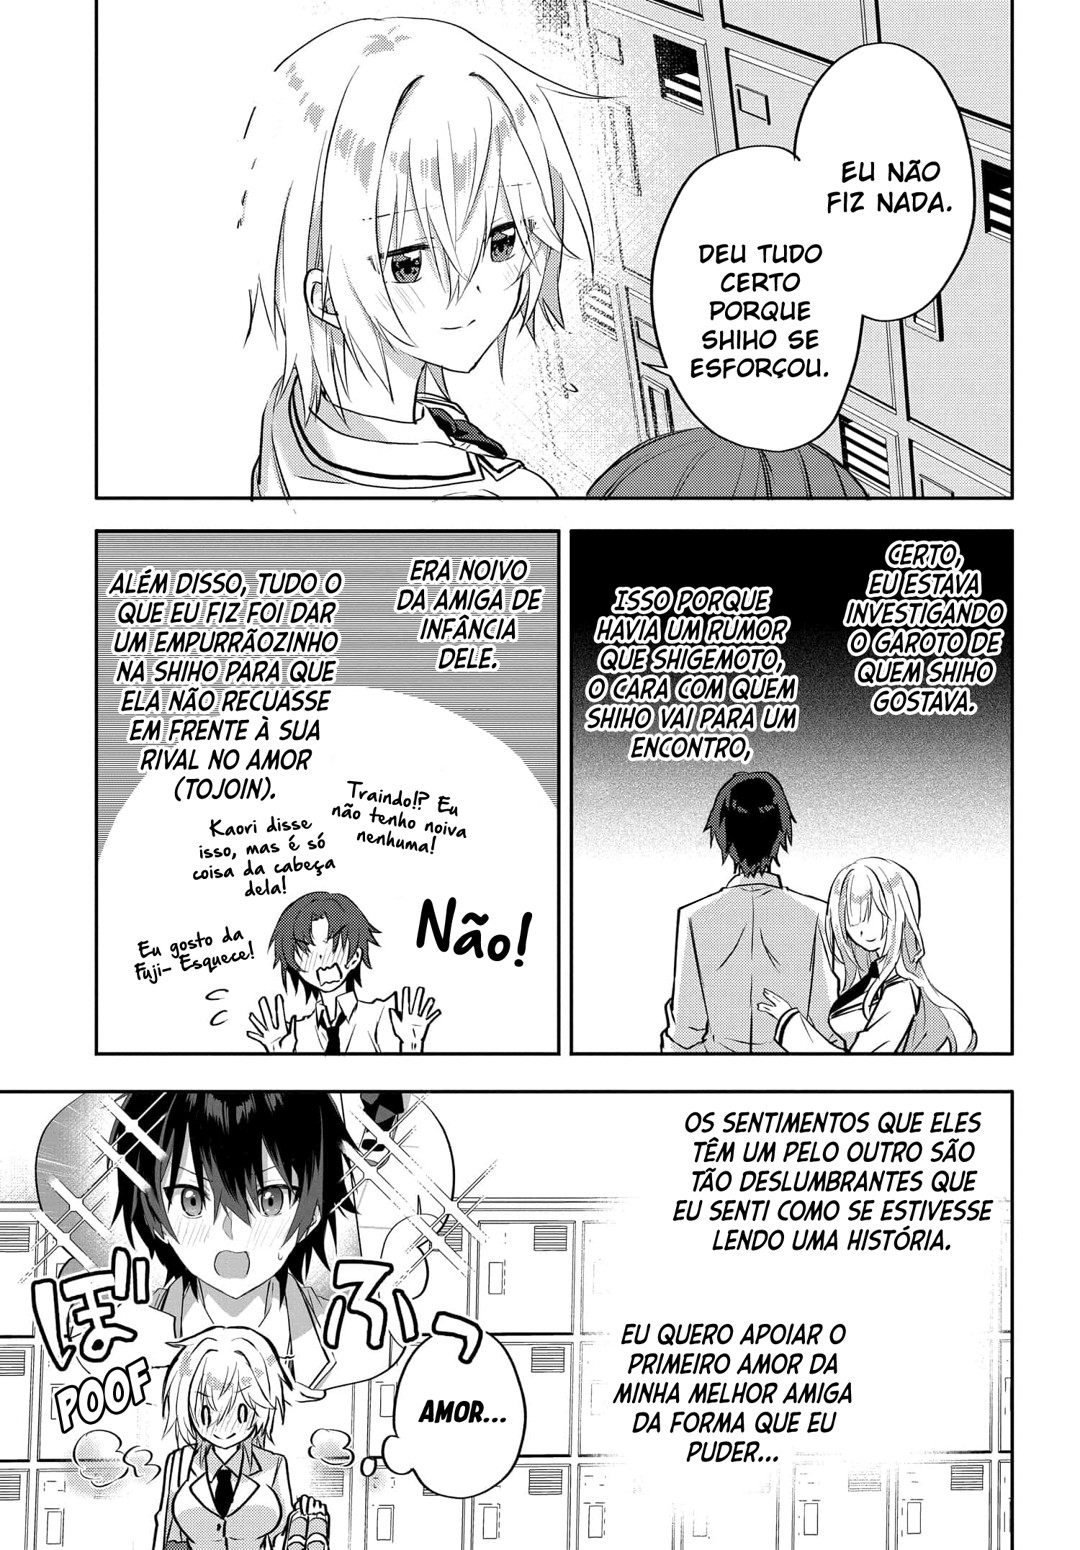 EU NÃO
FIZ NADA.
DEU TUDO
CERTO
PORQUE
SHIHO SE
ESFORÇOU.
CERTO,
EU ESTAVA
INVESTIGANDO
O GAROTO DE
QUEM SHIHO
GOSTAVA.
ISSO PORQUE
HAVIA UM RUMOR
QUE SHIGEMOTO,
O CARA COM QUEM
SHIHO VAI PARA UM
ENCONTRO,
ERA NOIVO
DA AMIGA DE
INFÂNCIA
DELE.
ALÉM DISSO, TUDO O
QUE EU FIZ FOI DAR
UM EMPURRÃOZINHO
NA SHIHO PARA QUE
ELA NÃO RECUASSE
EM FRENTE À SUA
RIVAL NO AMOR
(TOJOIN).
Traindo!? Eu
não tenho noiva
nenhuma!
Kaori disse
isso, mas é só
coisa da cabeça
dela!
Não!
Eu gosto da
Fuji- Esquece!
OS SENTIMENTOS QUE ELES
TÊM UM PELO OUTRO SÃO
TÃO DESLUMBRANTES QUE
EU SENTI COMO SE ESTIVESSE
LENDO UMA HISTÓRIA.
EU QUERO APOIAR O
PRIMEIRO AMOR DA
MINHA MELHOR AMIGA
DA FORMA QUE EU
PUDER...
AMOR...
ぼふっ
POOF